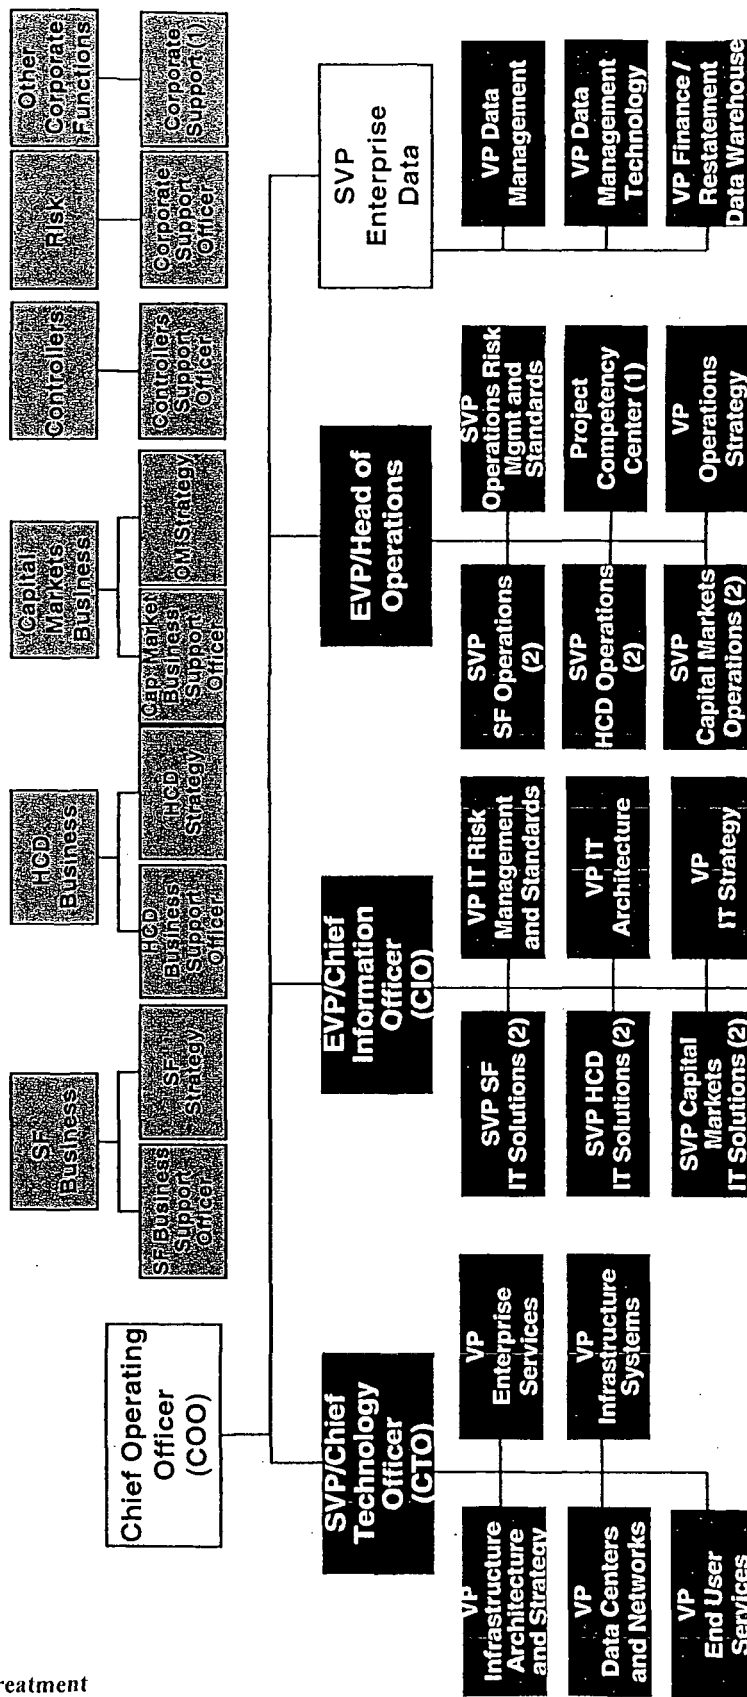 SF
Business
HCD
Business
Capital
Markets
Business
Controllers
Risk
Other
Corporate
Functions
SF Business
Support
Officer
SF
Strategy
HCD
Business
Support
Officer
HCD
Strategy
Cap Market
Business
Support
Officer
CM Strategy
Controllers
Support
Officer
Corporate
Support
Officer
Corporate
Support (1)
Chief Operating
Officer
(COO)
SVP/Chief
Technology
Officer
(CTO)
EVP/Chief
Information
Officer
(CIO)
EVP/Head of
Operations
SVP
Enterprise
Data
VP
Infrastructure
Architecture
and Strategy
VP
Enterprise
Services
VP
Data Centers
and Networks
VP
Infrastructure
Systems
VP
End User
Services
SVP SF
IT Solutions (2)
VP IT Risk
Management
and Standards
SVP HCD
IT Solutions (2)
VP IT
Architecture
SVP Capital
Markets
IT Solutions (2)
VP
IT Strategy
SVP
SF Operations
(2)
SVP
Operations Risk
Mgmt and
Standards
SVP
HCD Operations
(2)
Project
Competency
Center (1)
SVP
Capital Markets
Operations (2)
VP
Operations
Strategy
VP Data
Management
VP Data
Management
Technology
VP Finance /
Restatement
Data Warehouse
reatment